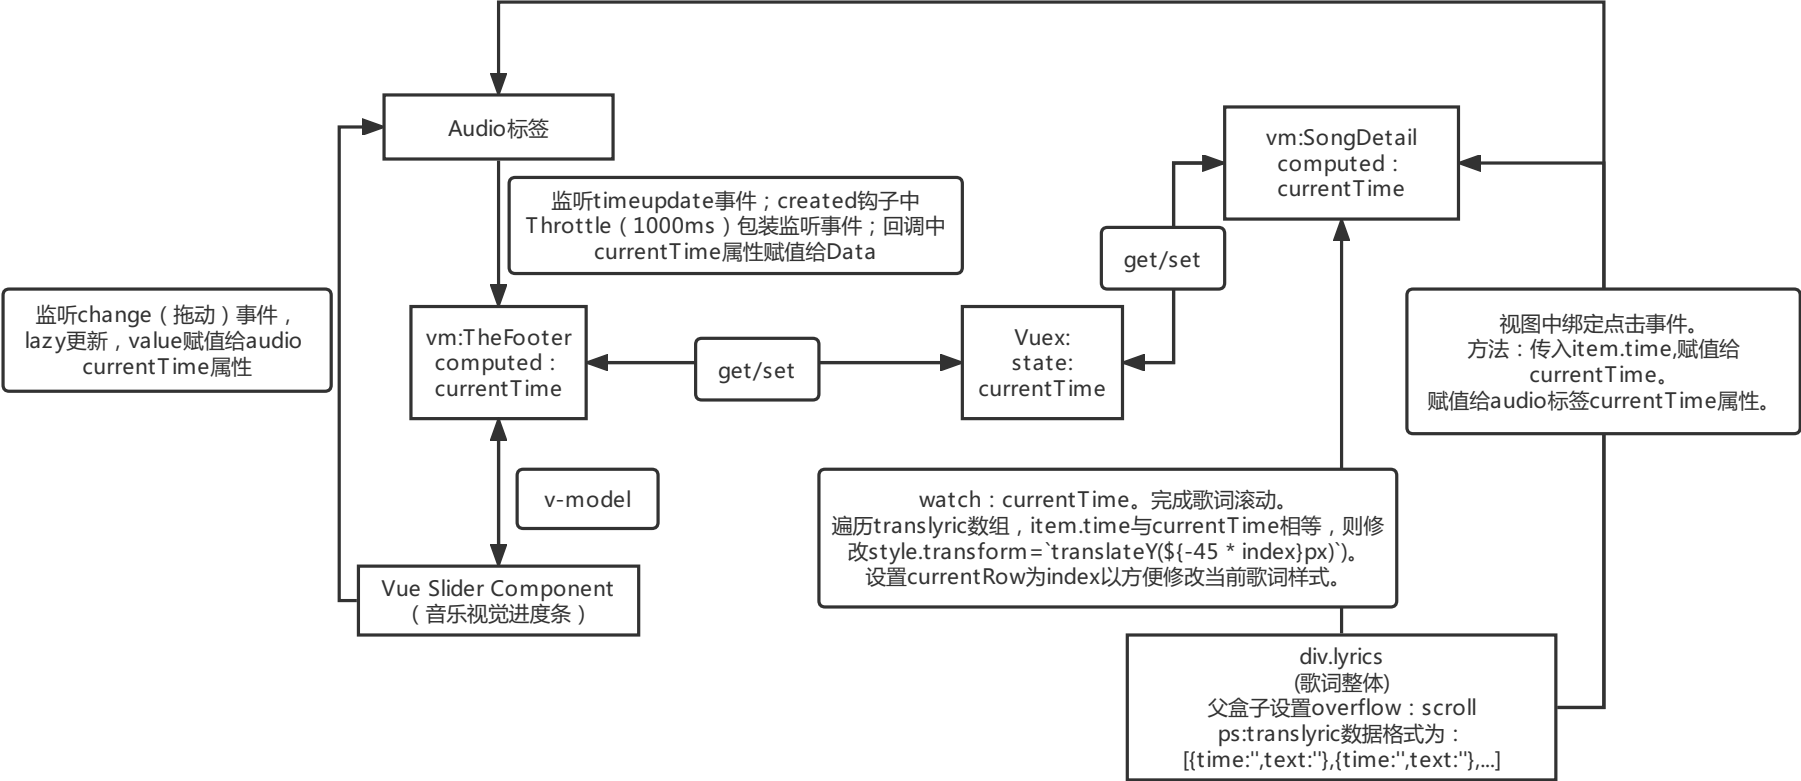 Audio标签
vm:SongDetail
computed：
currentTime
监听timeupdate事件；created钩子中
Throttle（1000ms）包装监听事件；回调中
currentTime属性赋值给Data
get/set
监听change（拖动）事件，
lazy更新，value赋值给audio
currentTime属性
vm:TheFooter
computed：
currentTime
get/set
Vuex:
state:
currentTime
视图中绑定点击事件。
方法：传入item.time,赋值给
currentTime。
赋值给audio标签currentTime属性。
v-model
watch：currentTime。完成歌词滚动。
遍历translyric数组，item.time与currentTime相等，则修
改style.transform=`translateY(${-45 * index}px)`)。
设置currentRow为index以方便修改当前歌词样式。
Vue Slider Component
（音乐视觉进度条）
div.lyrics
(歌词整体)
父盒子设置overflow：scroll
ps:translyric数据格式为：
[{time:'',text:''},{time:'',text:''},...]